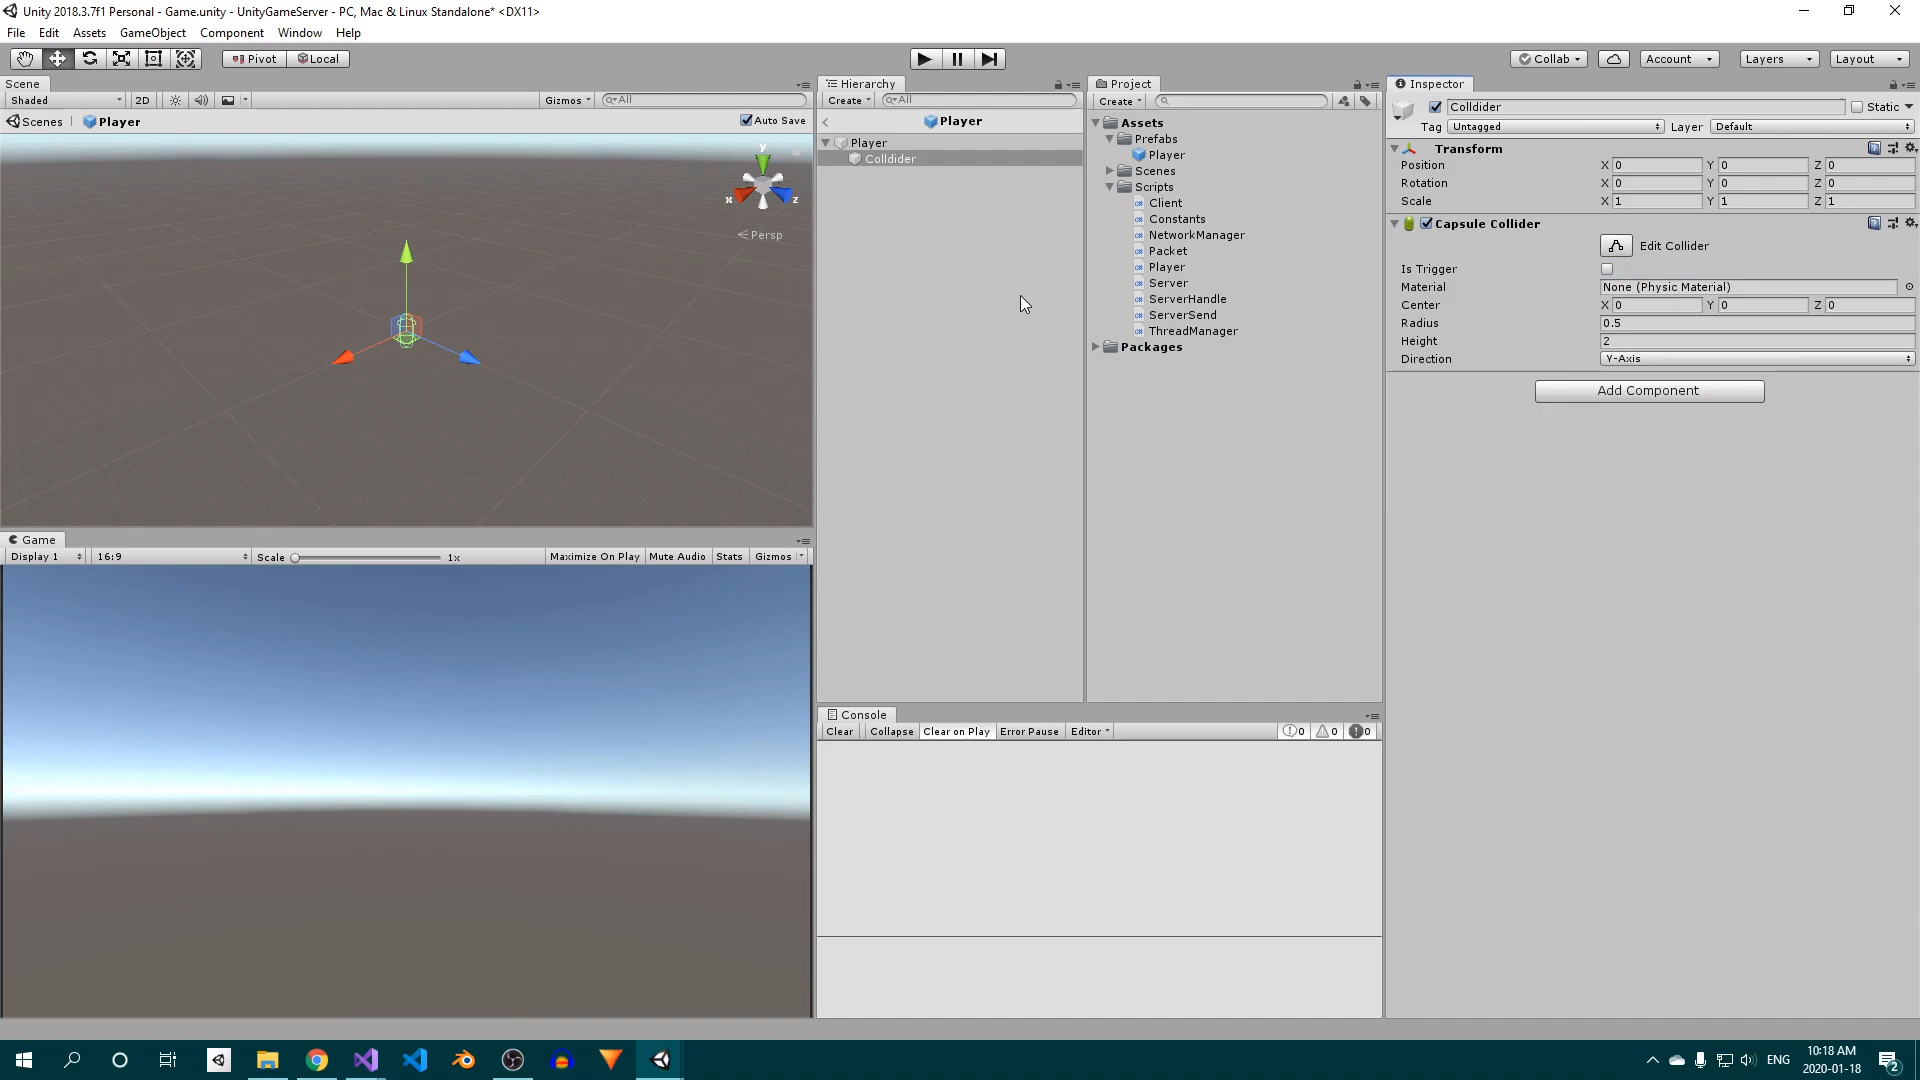 Unity 2018.3.7f1 Personal - Game.unity - UnityGameServer - PC, Mac & Linux Standalone* <DX11>
File Edit Assets GameObject Component Window Help
Pivot Local
Collab Account Layers Layout
Scene
Shaded 2D Gizmos All
Scenes Player Auto Save
y
x z
Persp
Game
Display 1 16:9 Scale 1x Maximize On Play Mute Audio Stats Gizmos
Hierarchy
Create All
Player
Player
Colldider
Project
Create
Assets
Prefabs
Player
Scenes
Scripts
Client
Constants
NetworkManager
Packet
Player
Server
ServerHandle
ServerSend
ThreadManager
Packages
Console
Clear Collapse Clear on Play Error Pause Editor 0 0 0
Inspector
Colldider Static
Tag Untagged Layer Default
Transform
Position X 0 Y 0 Z 0
Rotation X 0 Y 0 Z 0
Scale X 1 Y 1 Z 1
Capsule Collider
Edit Collider
Is Trigger
Material None (Physic Material)
Center X 0 Y 0 Z 0
Radius 0.5
Height 2
Direction Y-Axis
Add Component
ENG
10:18 AM
2020-01-18
2